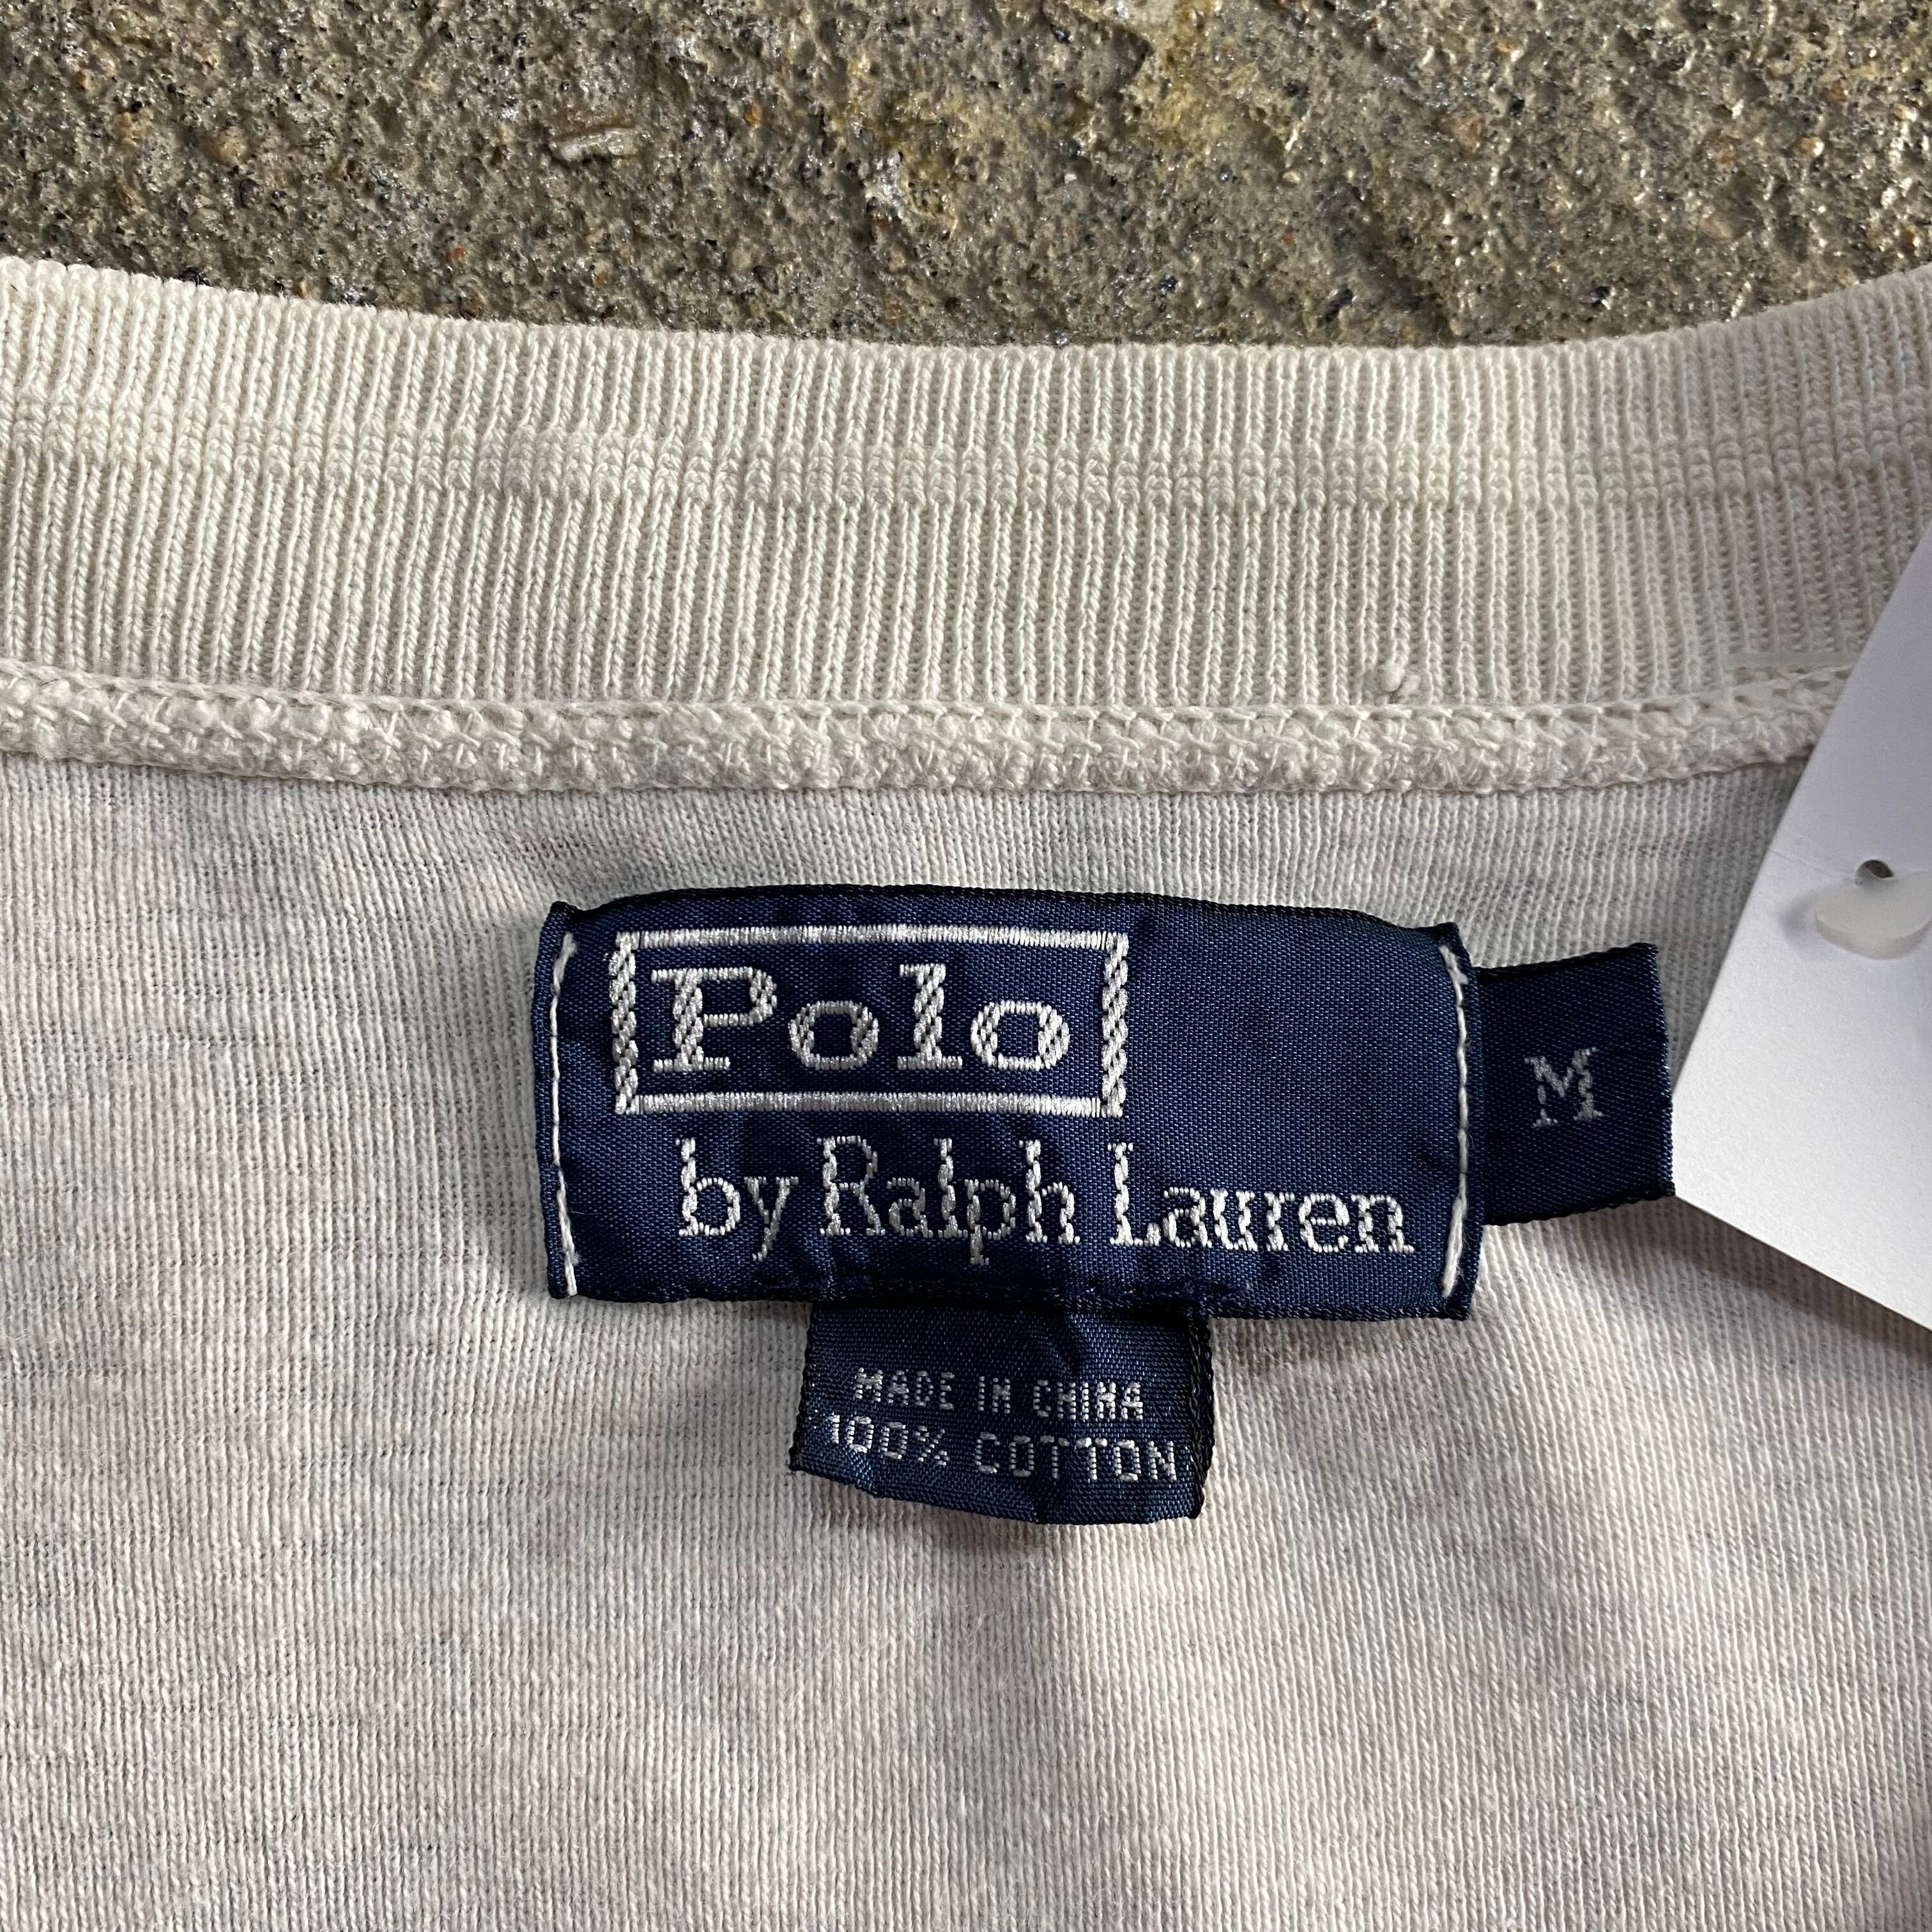 Polo
by Ralph Lauren
M
MADE IN CHINA
100% COTTON